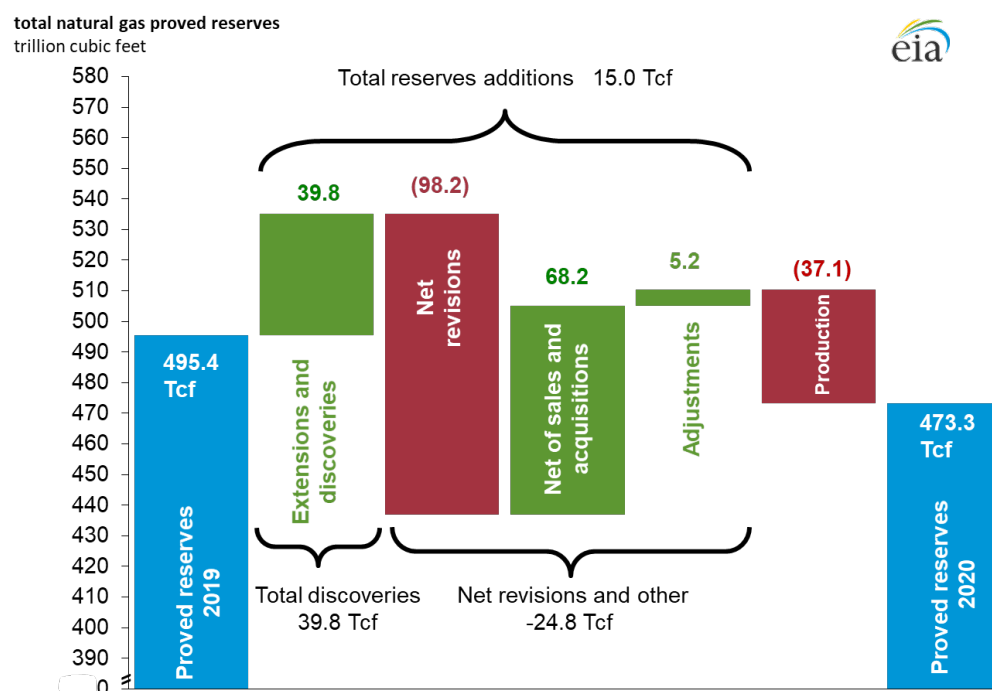 total natural gas proved reserves
trillion cubic feet
eia
Total reserves additions 15.0 Tcf
580
570
560
550
540
530
520
510
500
490
480
470
460
450
440
430
420
410
400
390
0
39.8
(98.2)
68.2
5.2
(37.1)
495.4
Tcf
Proved reserves
2019
Extensions and
discoveries
Net
revisions
Net of sales and
acquisitions
Adjustments
Production
473.3
Tcf
Proved reserves
2020
Total discoveries
39.8 Tcf
Net revisions and other
-24.8 Tcf